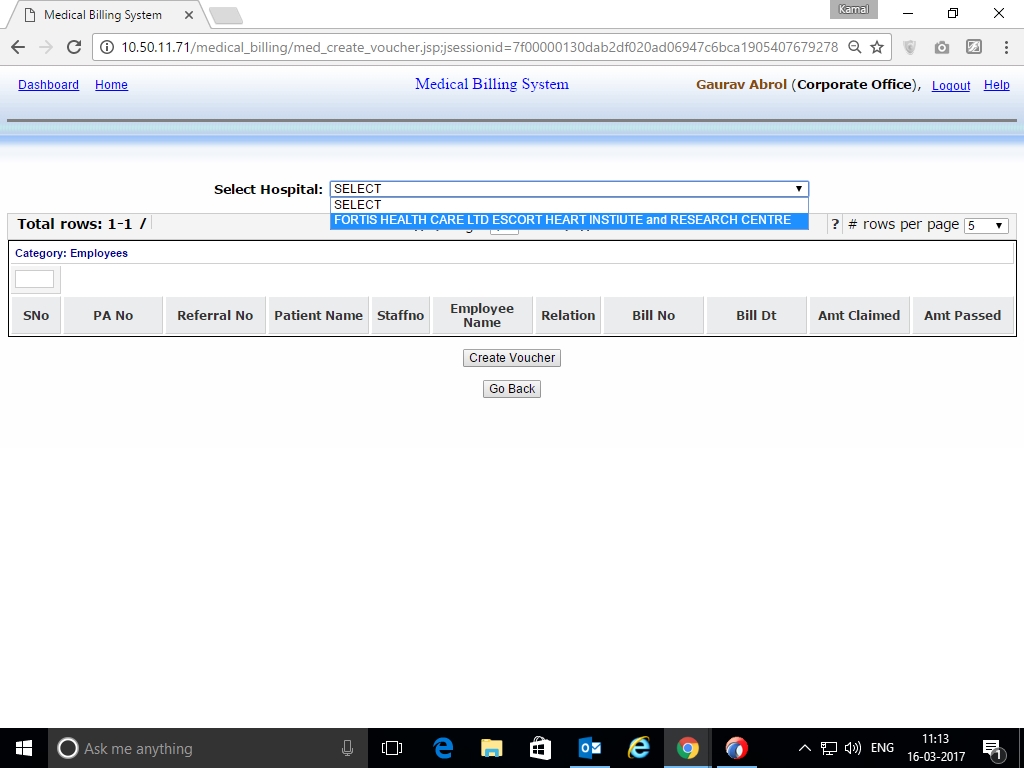 Medical Billing System
Kamal
10.50.11.71/medical_billing/med_create_voucher.jsp;jsessionid=7f00000130dab2df020ad06947c6bca1905407679278
Dashboard Home Medical Billing System Gaurav Abrol (Corporate Office), Logout Help
Select Hospital: SELECT
SELECT
FORTIS HEALTH CARE LTD ESCORT HEART INSTIUTE and RESEARCH CENTRE
Total rows: 1-1 / ? # rows per page 5
Category: Employees
SNo PA No Referral No Patient Name Staffno Employee Name Relation Bill No Bill Dt Amt Claimed Amt Passed
Create Voucher
Go Back
Ask me anything
ENG
11:13
16-03-2017
1